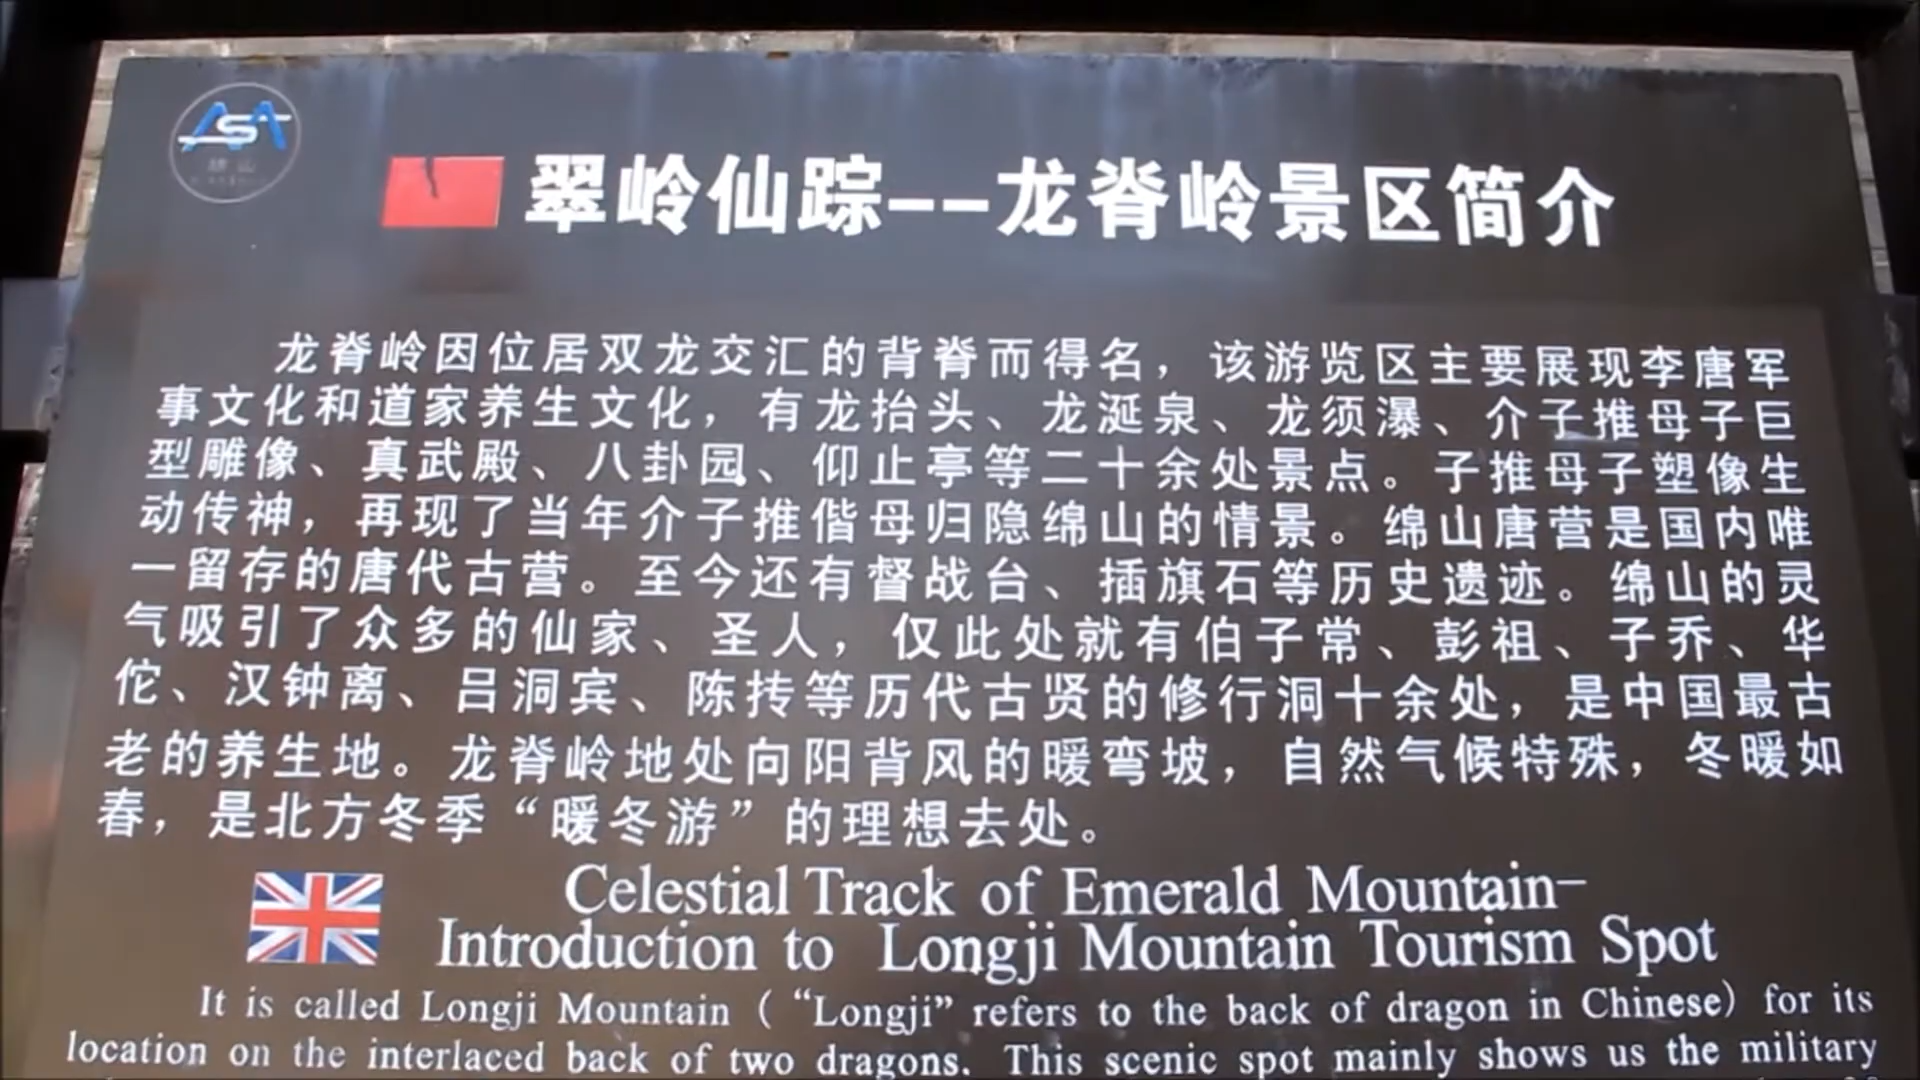 翠岭仙踪--龙脊岭景区简介
龙脊岭因位居双龙交汇的背脊而得名，该游览区主要展现李唐军
事文化和道家养生文化，有龙抬头、龙涎泉、龙须瀑、介子推母子巨
型雕像、真武殿、八卦园、仰止亭等二十余处景点。子推母子塑像生
动传神，再现了当年介子推偕母归隐绵山的情景。绵山唐营是国内唯
一留存的唐代古营。至今还有督战台、插旗石等历史遗迹。绵山的灵
气吸引了众多的仙家、圣人，仅此处就有伯子常、彭祖、子乔、华
佗、汉钟离、吕洞宾、陈抟等历代古贤的修行洞十余处，是中国最古
老的养生地。龙脊岭地处向阳背风的暖弯坡，自然气候特殊，冬暖如
春，是北方冬季“暖冬游”的理想去处。
Celestial Track of Emerald Mountain-
Introduction to Longji Mountain Tourism Spot
It is called Longji Mountain ( “Longji” refers to the back of dragon in Chinese) for its
location on the interlaced back of two dragons. This scenic spot mainly shows us the military